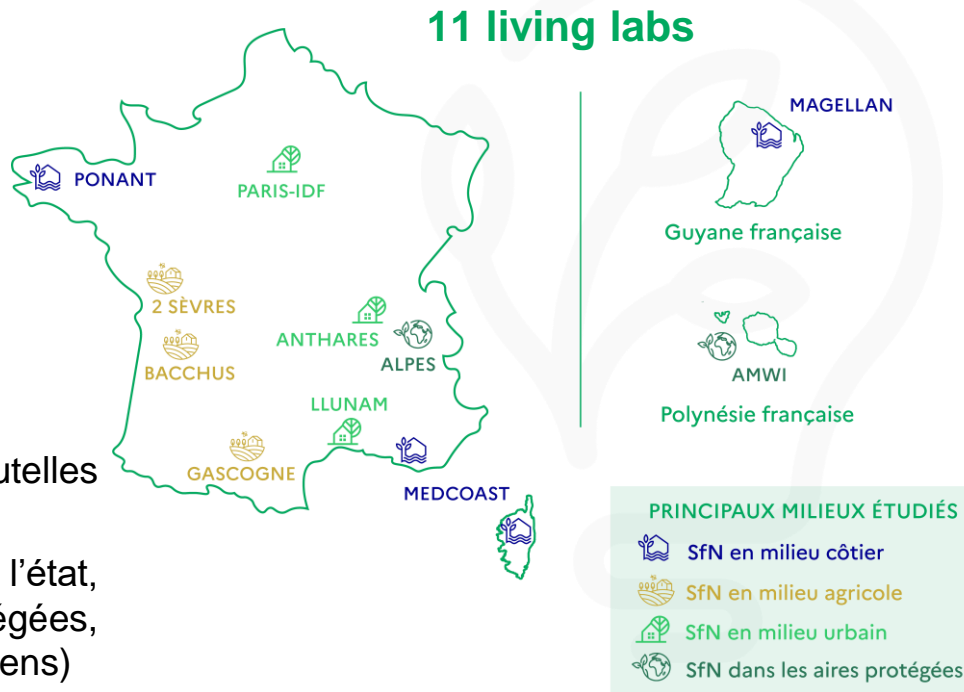 11 living labs
MAGELLAN
PONANT
PARIS-IDF
Guyane française
2 SÈVRES
ANTHARES
ALPES
BACCHUS
AMWI
LLUNAM
Polynésie française
GASCOGNE
utelles
MEDCOAST
PRINCIPAUX MILIEUX ÉTUDIÉS
SfN en milieu côtier
l’état,
SfN en milieu agricole
égées,
SfN en milieu urbain
ens)
SfN dans les aires protégées